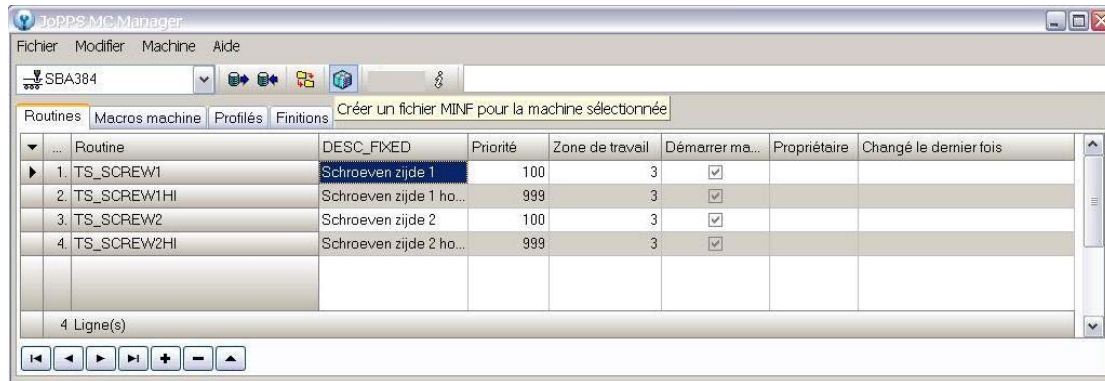 JoPPS MC Manager
Fichier Modifier Machine Aide
SBA384
Créer un fichier MINF pour la machine sélectionnée
Routines Macros machine Profilés Finitions
... Routine DESC_FIXED Priorité Zone de travail Démarrer ma... Propriétaire Changé le dernier fois
1. TS_SCREW1 Schroeven zijde 1 100 3
2. TS_SCREW1HI Schroeven zijde 1 ho... 999 3
3. TS_SCREW2 Schroeven zijde 2 100 3
4. TS_SCREW2HI Schroeven zijde 2 ho... 999 3
4 Ligne(s)